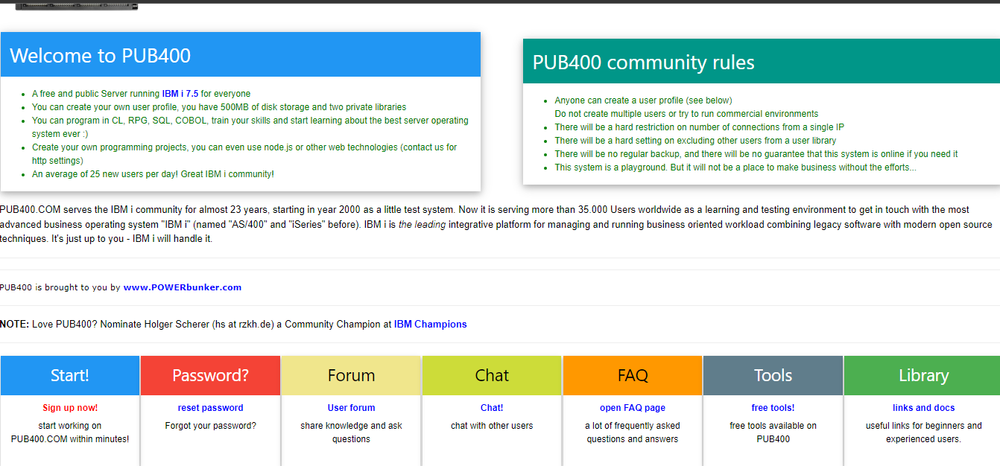 Welcome to PUB400
A free and public Server running IBM i 7.5 for everyone
You can create your own user profile, you have 500MB of disk storage and two private libraries
You can program in CL, RPG, SQL, COBOL, train your skills and start learning about the best server operating
system ever :)
Create your own programming projects, you can even use node.js or other web technologies (contact us for
http settings)
An average of 25 new users per day! Great IBM i community!
PUB400 community rules
Anyone can create a user profile (see below)
Do not create multiple users or try to run commercial environments
There will be a hard restriction on number of connections from a single IP
There will be a hard setting on excluding other users from a user library
There will be no regular backup, and there will be no guarantee that this system is online if you need it
This system is a playground. But it will not be a place to make business without the efforts...
PUB400.COM serves the IBM i community for almost 23 years, starting in year 2000 as a little test system. Now it is serving more than 35.000 Users worldwide as a learning and testing environment to get in touch with the most
advanced business operating system "IBM i" (named "AS/400" and "iSeries" before). IBM i is the leading integrative platform for managing and running business oriented workload combining legacy software with modern open source
techniques. It's just up to you - IBM i will handle it.
PUB400 is brought to you by www.POWERbunker.com
NOTE: Love PUB400? Nominate Holger Scherer (hs at rzkh.de) a Community Champion at IBM Champions
Start!
Sign up now!
start working on
PUB400.COM within minutes!
Password?
reset password
Forgot your password?
Forum
User forum
share knowledge and ask
questions
Chat
Chat!
chat with other users
FAQ
open FAQ page
a lot of frequently asked
questions and answers
Tools
free tools!
free tools available on
PUB400
Library
links and docs
useful links for beginners and
experienced users.